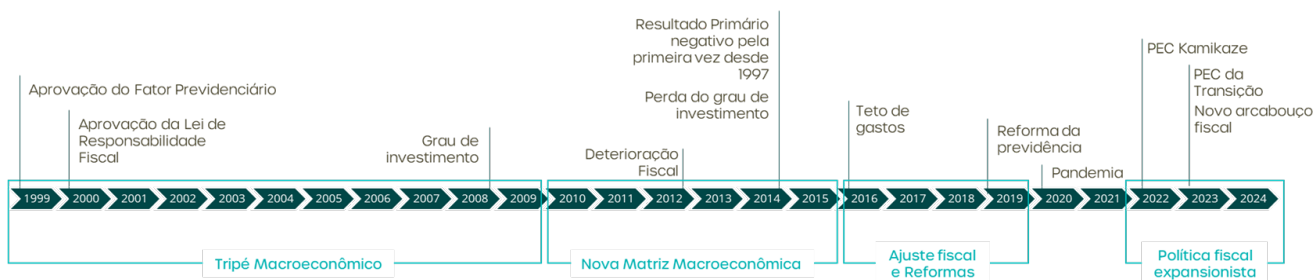 Aprovação do Fator Previdenciário
Aprovação da Lei de
Responsabilidade
Fiscal
Grau de
investimento
Deterioração
Fiscal
Resultado Primário
negativo pela
primeira vez desde
1997
Perda do grau de
investimento
Teto de
gastos
Reforma da
previdência
Pandemia
PEC Kamikaze
PEC da
Transição
Novo arcabouço
fiscal
1999 2000 2001 2002 2003 2004 2005 2006 2007 2008 2009 2010 2011 2012 2013 2014 2015 2016 2017 2018 2019 2020 2021 2022 2023 2024
Tripé Macroeconômico
Nova Matriz Macroeconômica
Ajuste fiscal
e Reformas
Política fiscal
expansionista